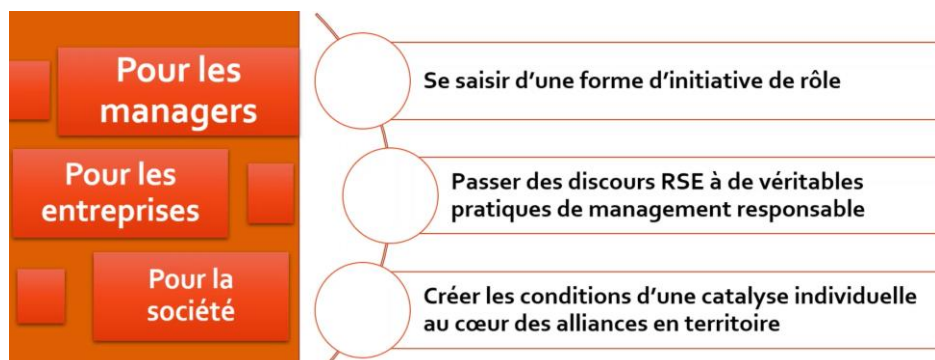 Pour les
managers
Se saisir d’une forme d’initiative de rôle
Pour les
entreprises
Passer des discours RSE à de véritables
pratiques de management responsable
Pour la
société
Créer les conditions d’une catalyse individuelle
au cœur des alliances en territoire